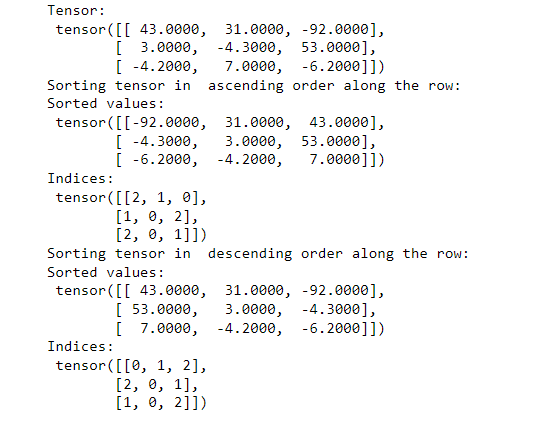 Tensor:
tensor([[ 43.0000,  31.0000, -92.0000],
        [  3.0000,  -4.3000,  53.0000],
        [ -4.2000,   7.0000,  -6.2000]])
Sorting tensor in  ascending order along the row:
Sorted values:
tensor([[-92.0000,  31.0000,  43.0000],
        [ -4.3000,   3.0000,  53.0000],
        [ -6.2000,  -4.2000,   7.0000]])
Indices:
tensor([[2, 1, 0],
        [1, 0, 2],
        [2, 0, 1]])
Sorting tensor in  descending order along the row:
Sorted values:
tensor([[ 43.0000,  31.0000, -92.0000],
        [ 53.0000,   3.0000,  -4.3000],
        [  7.0000,  -4.2000,  -6.2000]])
Indices:
tensor([[0, 1, 2],
        [2, 0, 1],
        [1, 0, 2]])